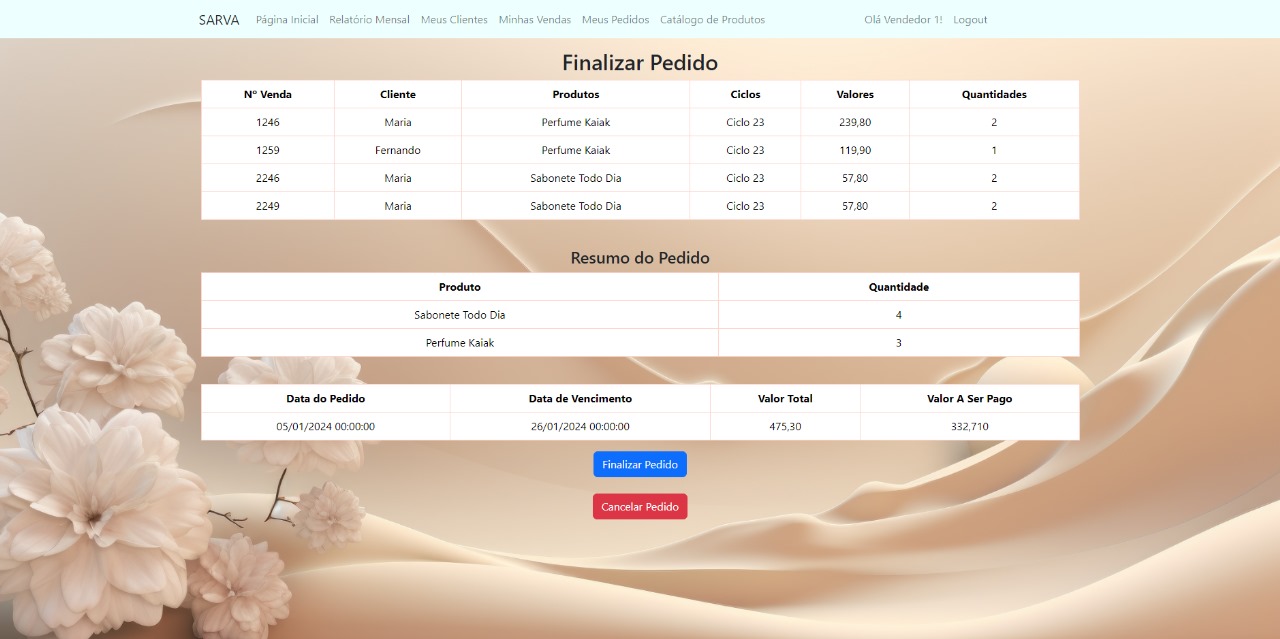 SARVA Página Inicial Relatório Mensal Meus Clientes Minhas Vendas Meus Pedidos Catálogo de Produtos Olá Vendedor 1! Logout
Finalizar Pedido
Nº Venda Cliente Produtos Ciclos Valores Quantidades
1246 Maria Perfume Kaiak Ciclo 23 239,80 2
1259 Fernando Perfume Kaiak Ciclo 23 119,90 1
2246 Maria Sabonete Todo Dia Ciclo 23 57,80 2
2249 Maria Sabonete Todo Dia Ciclo 23 57,80 2
Resumo do Pedido
Produto Quantidade
Sabonete Todo Dia 4
Perfume Kaiak 3
Data do Pedido Data de Vencimento Valor Total Valor A Ser Pago
05/01/2024 00:00:00 26/01/2024 00:00:00 475,30 332,710
Finalizar Pedido
Cancelar Pedido